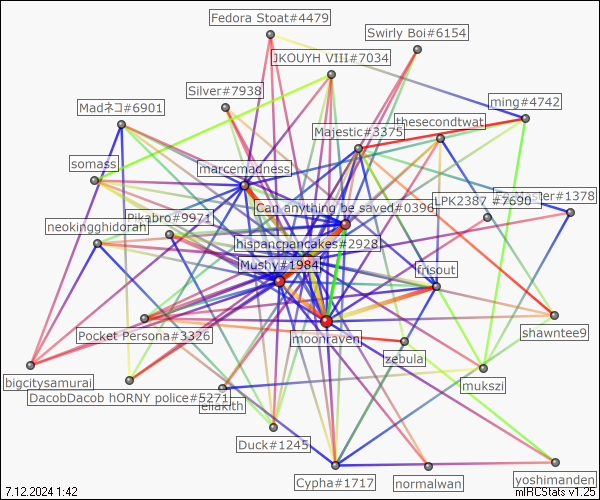 Fedora Stoat#4479
Swirly Boi#6154
JKOUYH VIII#7034
Silver#7938
ming#4742
Madネコ#6901
thesecondtwat
Majestic#3375
somass
marcemadness
LPK2387 #7690
#1378
Can anything be saved#0396
Pikabro#9971
neokingghidorah
hispancpancakes#2928
Mushy#1984
frisout
Pocket Persona#3326
moonraven
shawntee9
zebula
bigcitysamurai
mukszi
DacobDacob hORNY police#5271
eliakith
Duck#1245
Cypha#1717
normalwan
yoshimanden
7.12.2024 1:42
mIRCStats v1.25